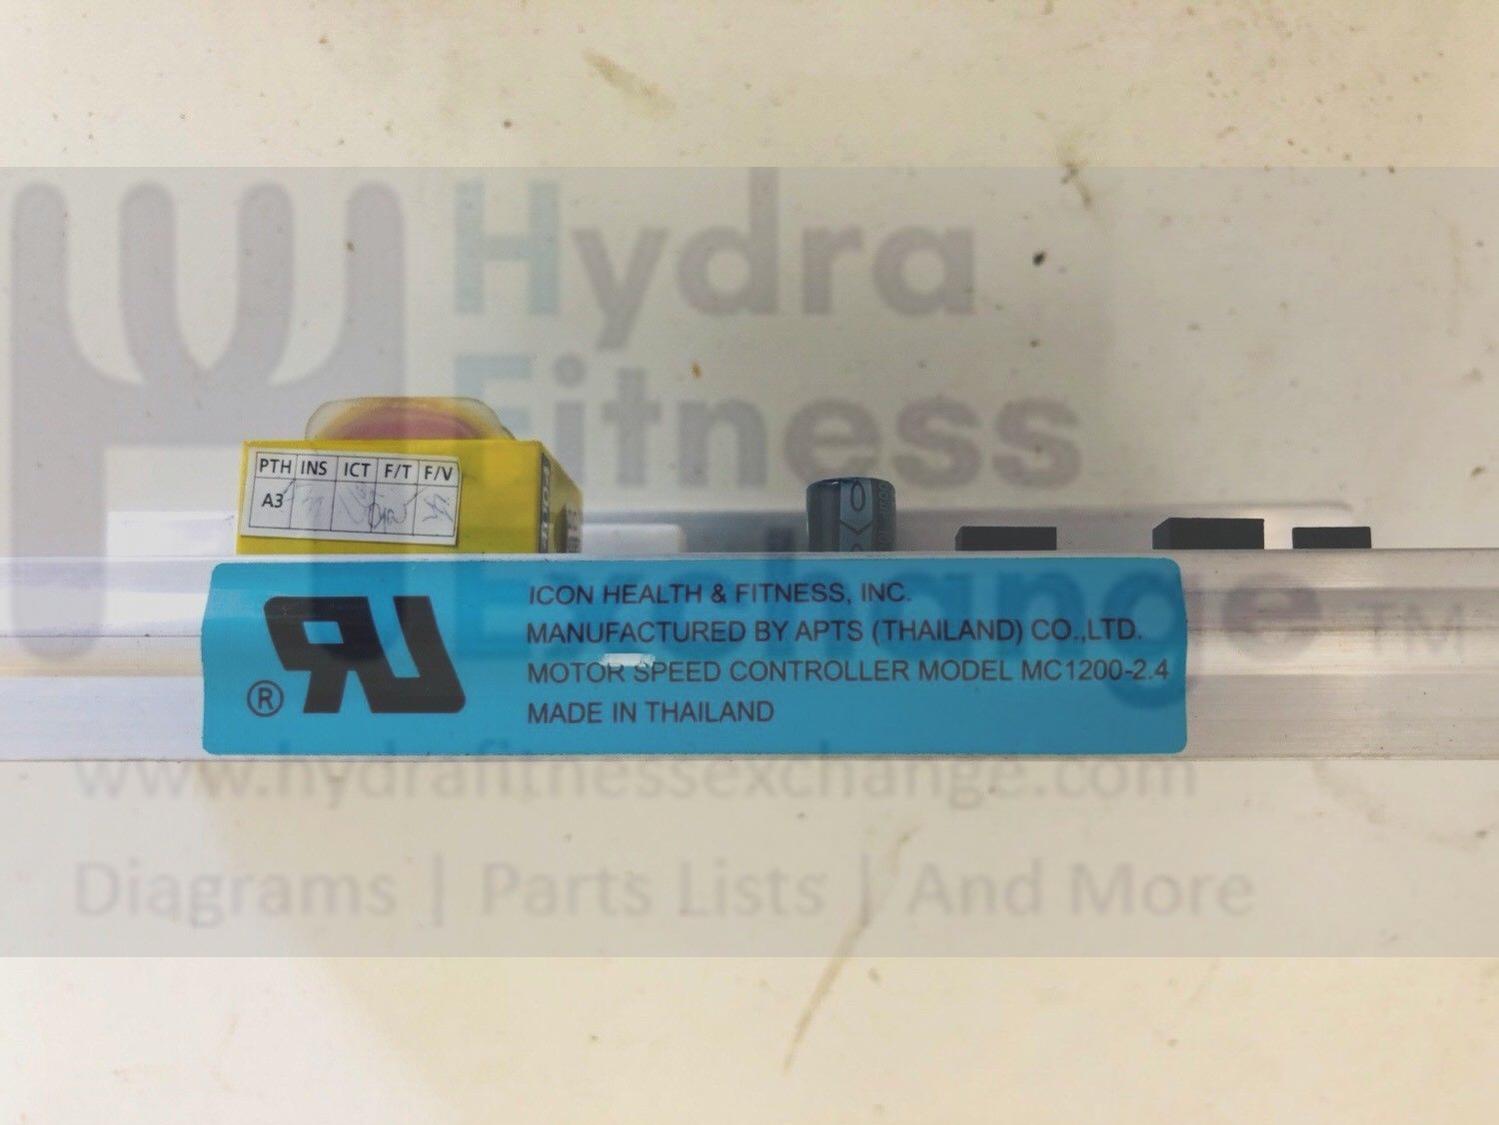 Hydra
Fitness
Exchange ™
PTH INS ICT F/T F/V
A3
ICON HEALTH & FITNESS, INC.
MANUFACTURED BY APTS (THAILAND) CO.,LTD.
MOTOR SPEED CONTROLLER MODEL MC1200-2.4
MADE IN THAILAND
®
www.hydrafitnessexchange.com
Diagrams | Parts Lists | And More